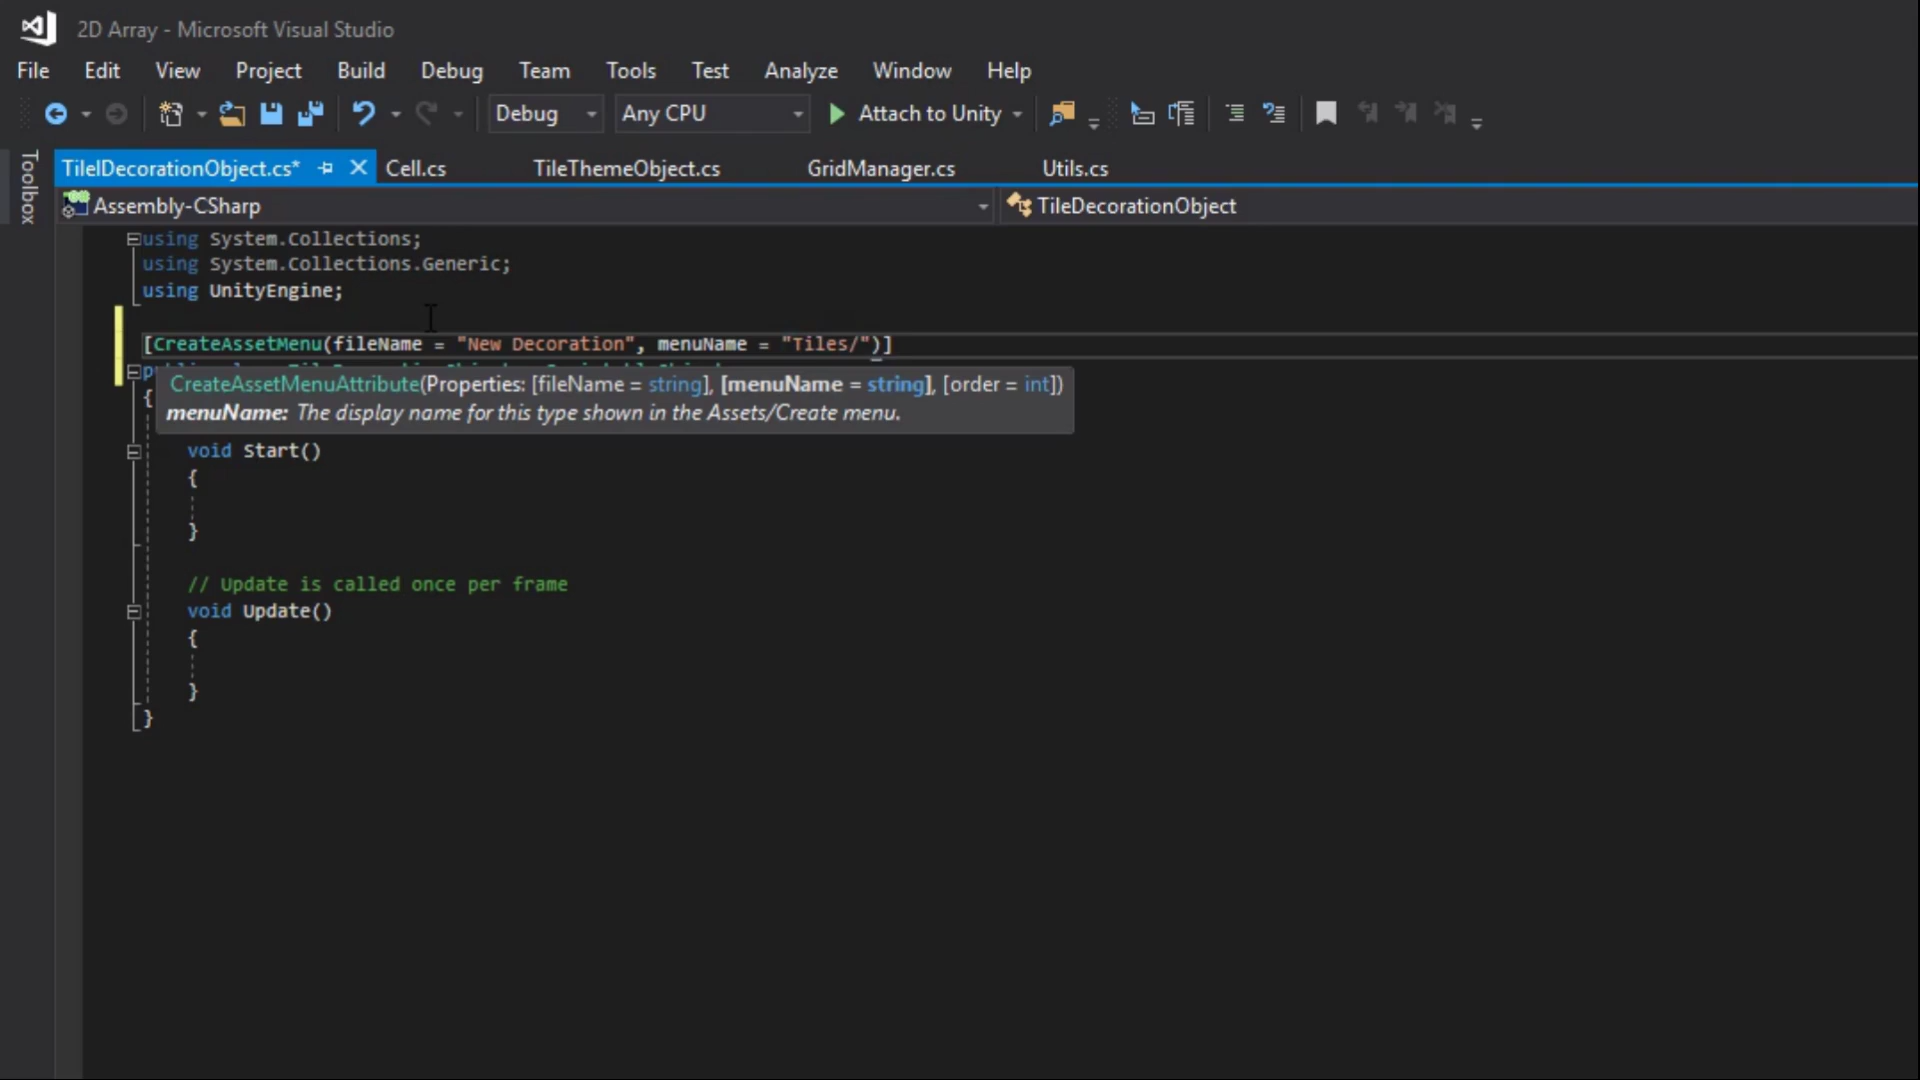 2D Array - Microsoft Visual Studio
File Edit View Project Build Debug Team Tools Test Analyze Window Help
Debug Any CPU Attach to Unity
Toolbox
TilelDecorationObject.cs* Cell.cs TileThemeObject.cs GridManager.cs Utils.cs
Assembly-CSharp TileDecorationObject
using System.Collections;
using System.Collections.Generic;
using UnityEngine;
[CreateAssetMenu(fileName = "New Decoration", menuName = "Tiles/")]
CreateAssetMenuAttribute(Properties: [fileName = string], [menuName = string], [order = int])
{
menuName: The display name for this type shown in the Assets/Create menu.
void Start()
{
}
// Update is called once per frame
void Update()
{
}
}